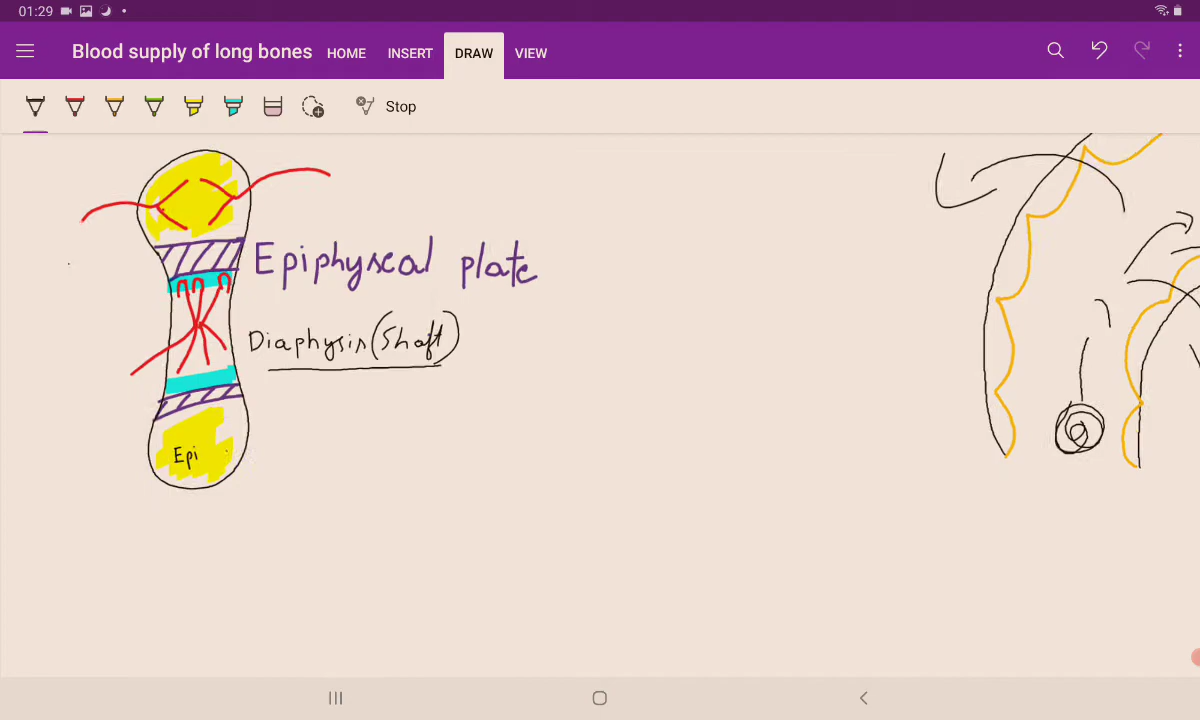 01:29
Blood supply of long bones HOME INSERT DRAW VIEW
Stop
Epiphyseal plate
Diaphysis (Shaft)
Epi